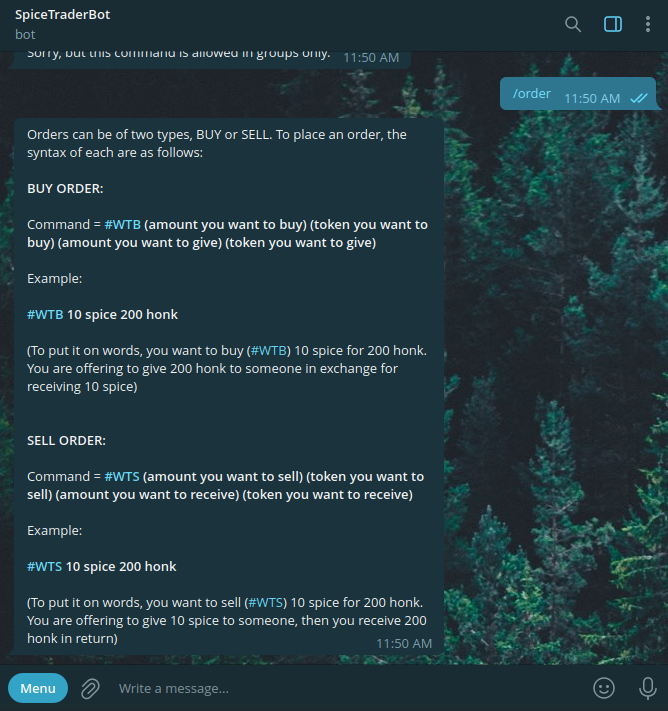 SpiceTraderBot
bot
Sorry, but this command is allowed in groups only. 11:50 AM
/order 11:50 AM
Orders can be of two types, BUY or SELL. To place an order, the
syntax of each are as follows:
BUY ORDER:
Command = #WTB (amount you want to buy) (token you want to
buy) (amount you want to give) (token you want to give)
Example:
#WTB 10 spice 200 honk
(To put it on words, you want to buy (#WTB) 10 spice for 200 honk.
You are offering to give 200 honk to someone in exchange for
receiving 10 spice)
SELL ORDER:
Command = #WTS (amount you want to sell) (token you want to
sell) (amount you want to receive) (token you want to receive)
Example:
#WTS 10 spice 200 honk
(To put it on words, you want to sell (#WTS) 10 spice for 200 honk.
You are offering to give 10 spice to someone, then you receive 200
honk in return) 11:50 AM
Menu Write a message...